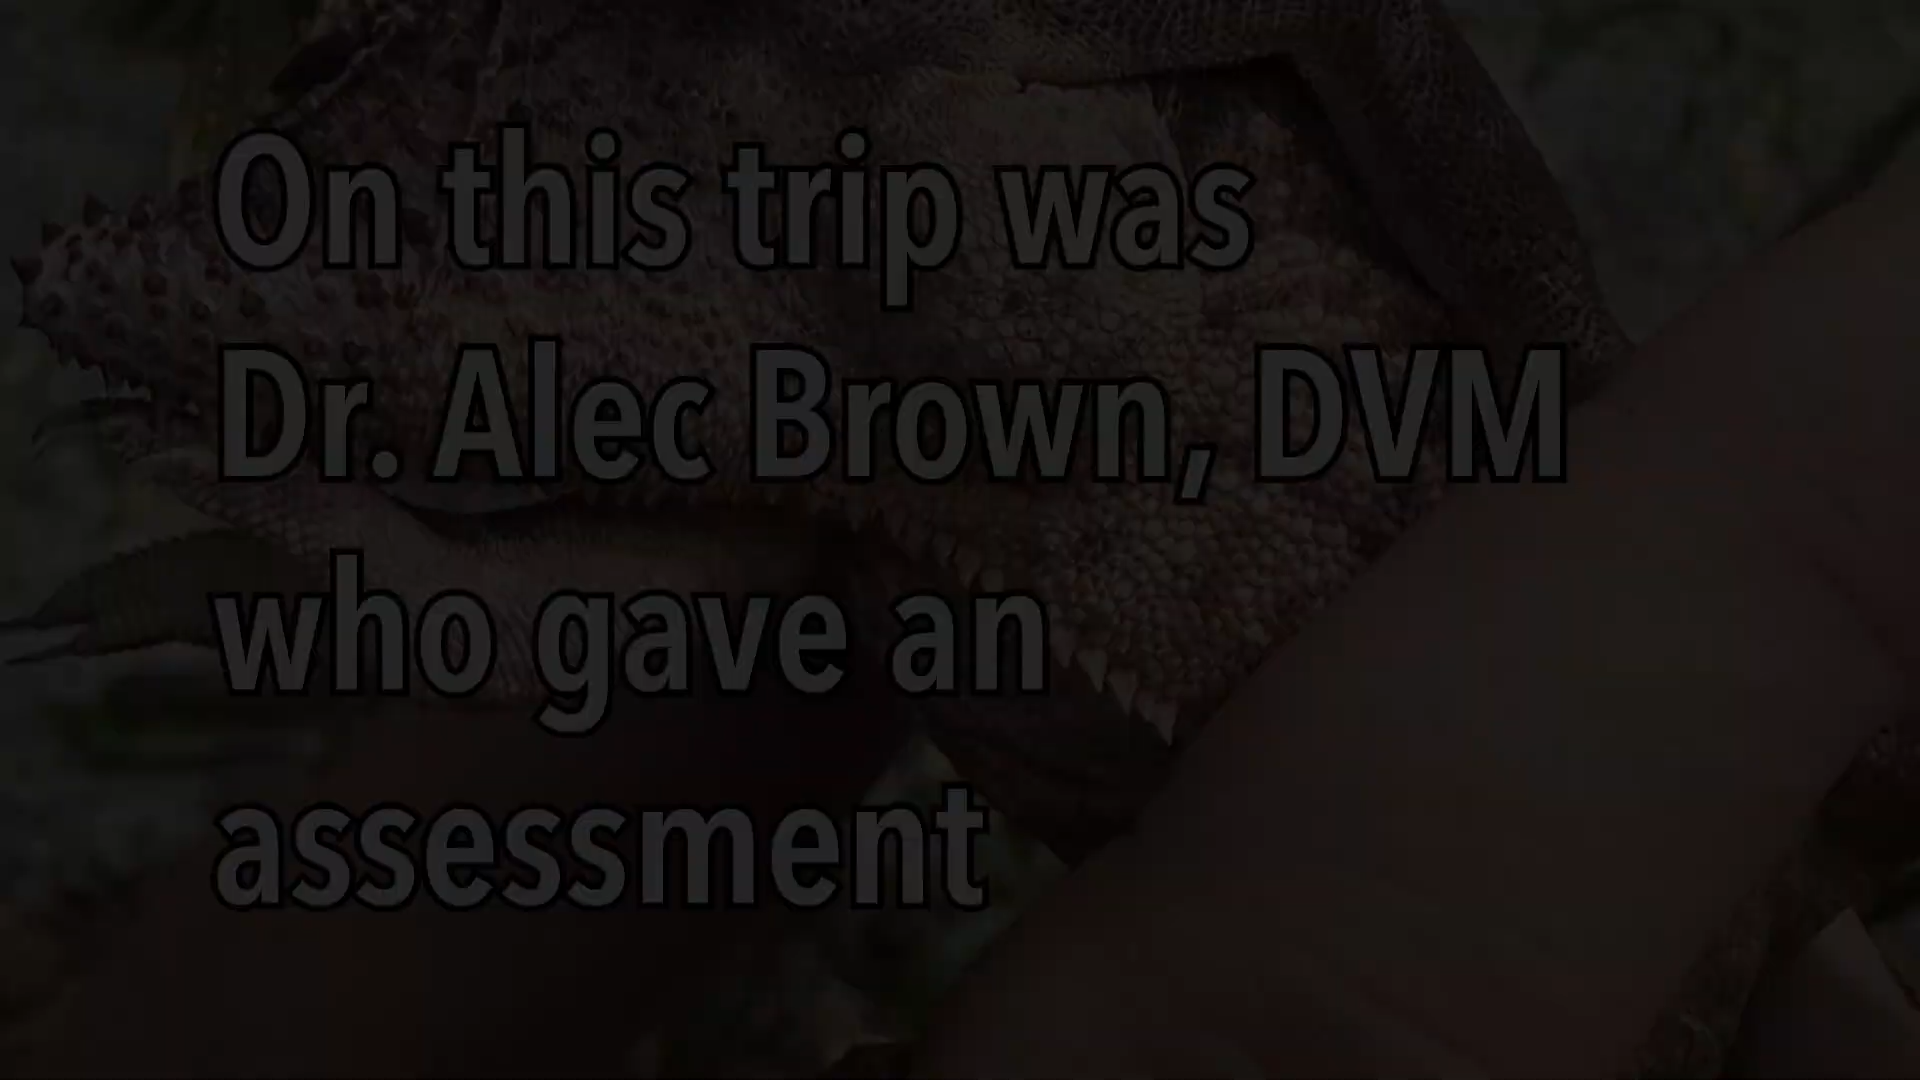 On this trip was
Dr. Alec Brown, DVM
who gave an
assessment